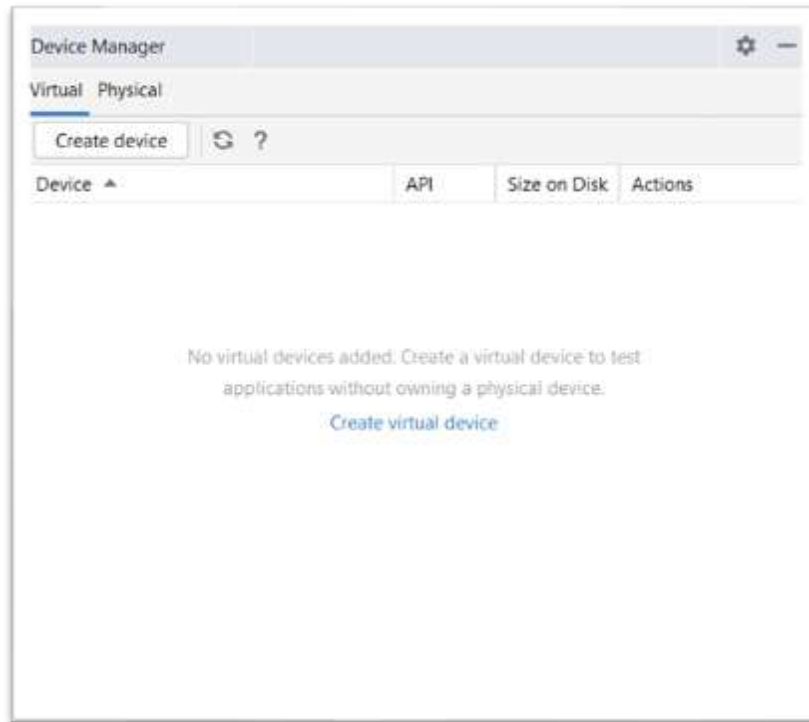 Device Manager
Virtual Physical
Create device ?
Device API Size on Disk Actions
No virtual devices added. Create a virtual device to test
applications without owning a physical device.
Create virtual device